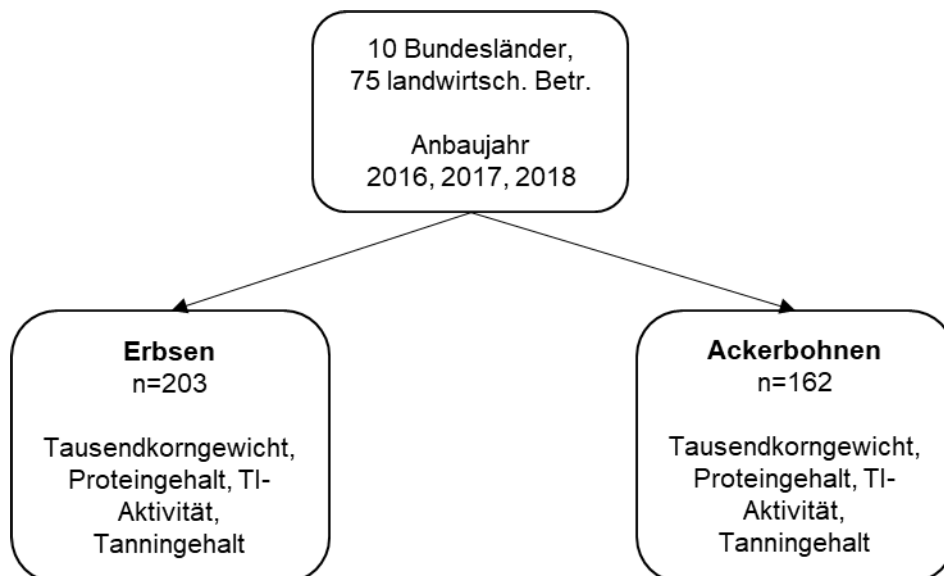 10 Bundesländer,
75 landwirtsch. Betr.
Anbaujahr
2016, 2017, 2018
Erbsen
n=203
Tausendkorngewicht,
Proteingehalt, TI-
Aktivität,
Tanningehalt
Ackerbohnen
n=162
Tausendkorngewicht,
Proteingehalt, TI-
Aktivität,
Tanningehalt